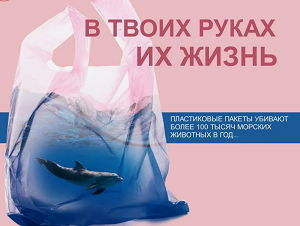 В ТВОИХ РУКАХ
ИХ ЖИЗНЬ
ПЛАСТИКОВЫЕ ПАКЕТЫ УБИВАЮТ
БОЛЕЕ 100 ТЫСЯЧ МОРСКИХ
ЖИВОТНЫХ В ГОД...